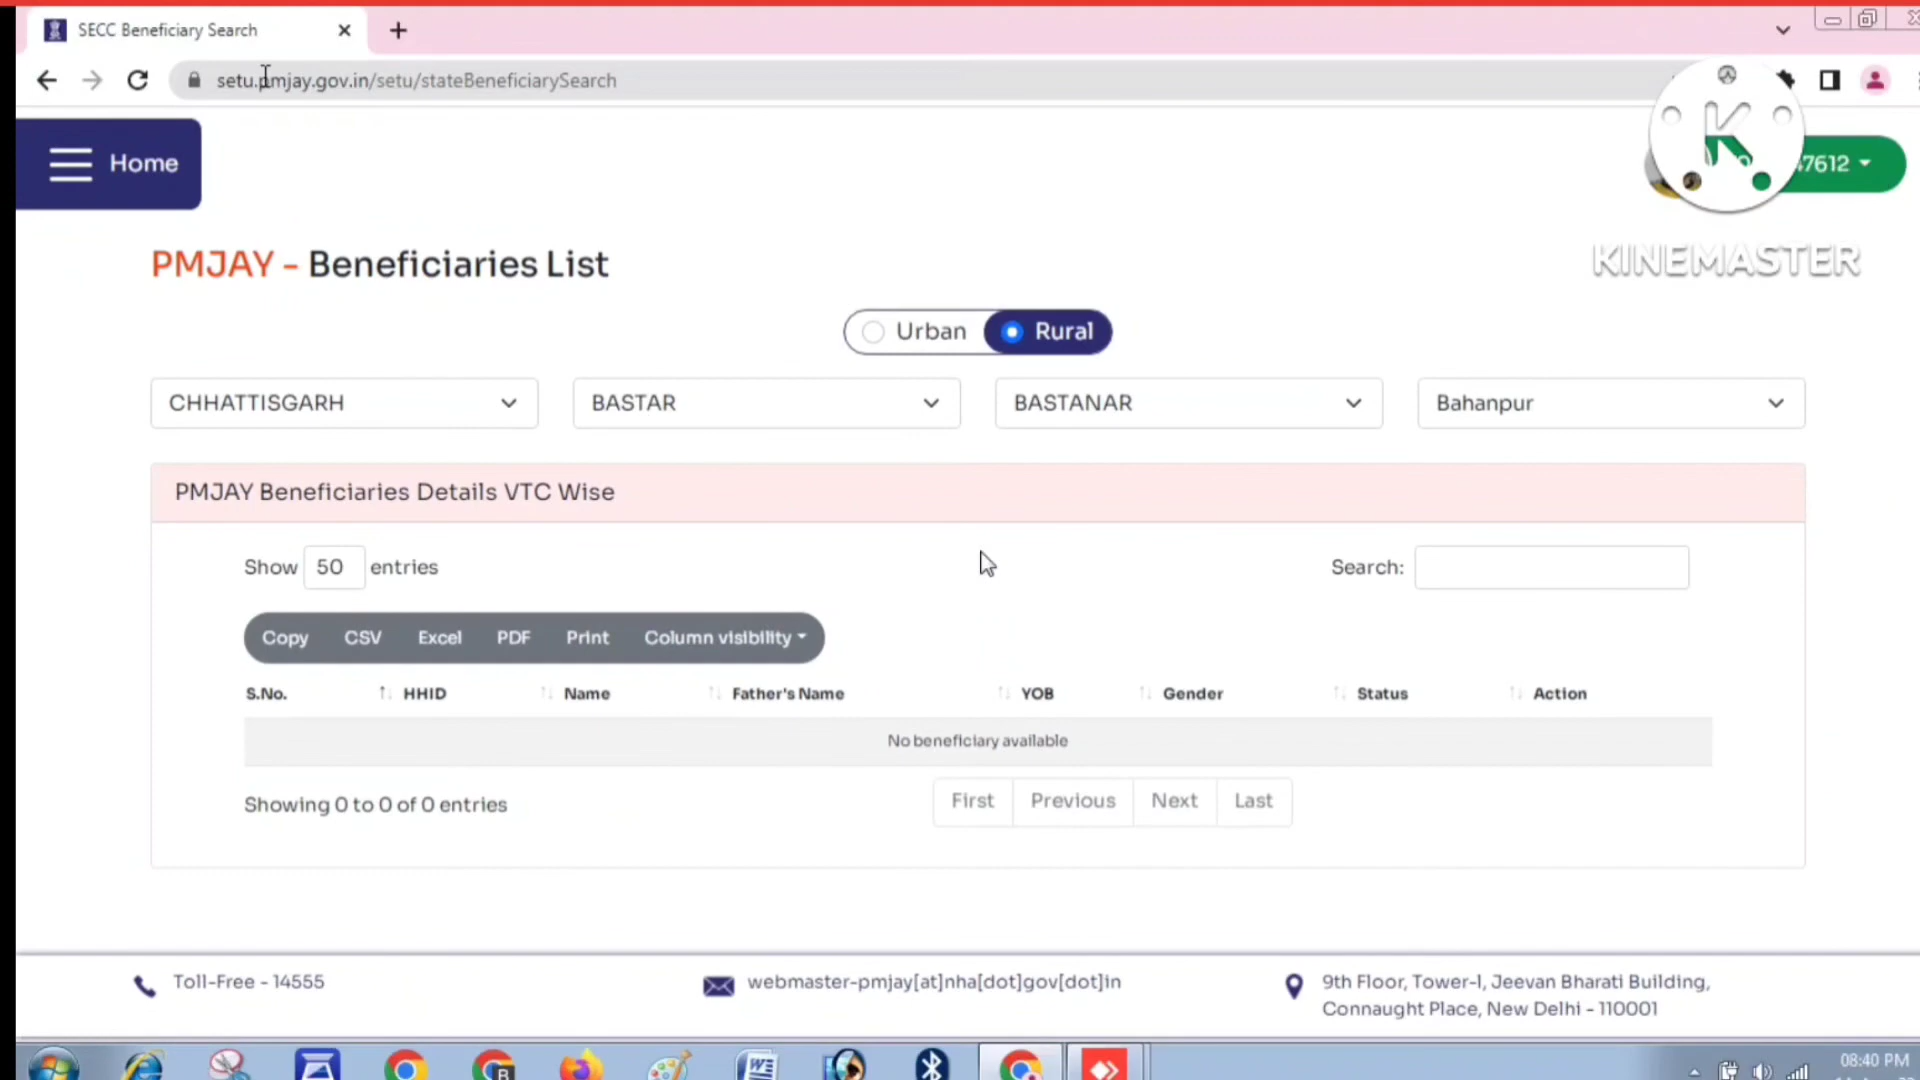 SECC Beneficiary Search
setu.pmjay.gov.in/setu/stateBeneficiarySearch
Home
7612
K
KINEMASTER
PMJAY - Beneficiaries List
Urban Rural
CHHATTISGARH BASTAR BASTANAR Bahanpur
PMJAY Beneficiaries Details VTC Wise
Show 50 entries Search:
Copy CSV Excel PDF Print Column visibility
S.No. HHID Name Father's Name YOB Gender Status Action
No beneficiary available
Showing 0 to 0 of 0 entries
First Previous Next Last
Toll-Free - 14555
webmaster-pmjay[at]nha[dot]gov[dot]in
9th Floor, Tower-l, Jeevan Bharati Building,
Connaught Place, New Delhi - 110001
B
W
08:40 PM